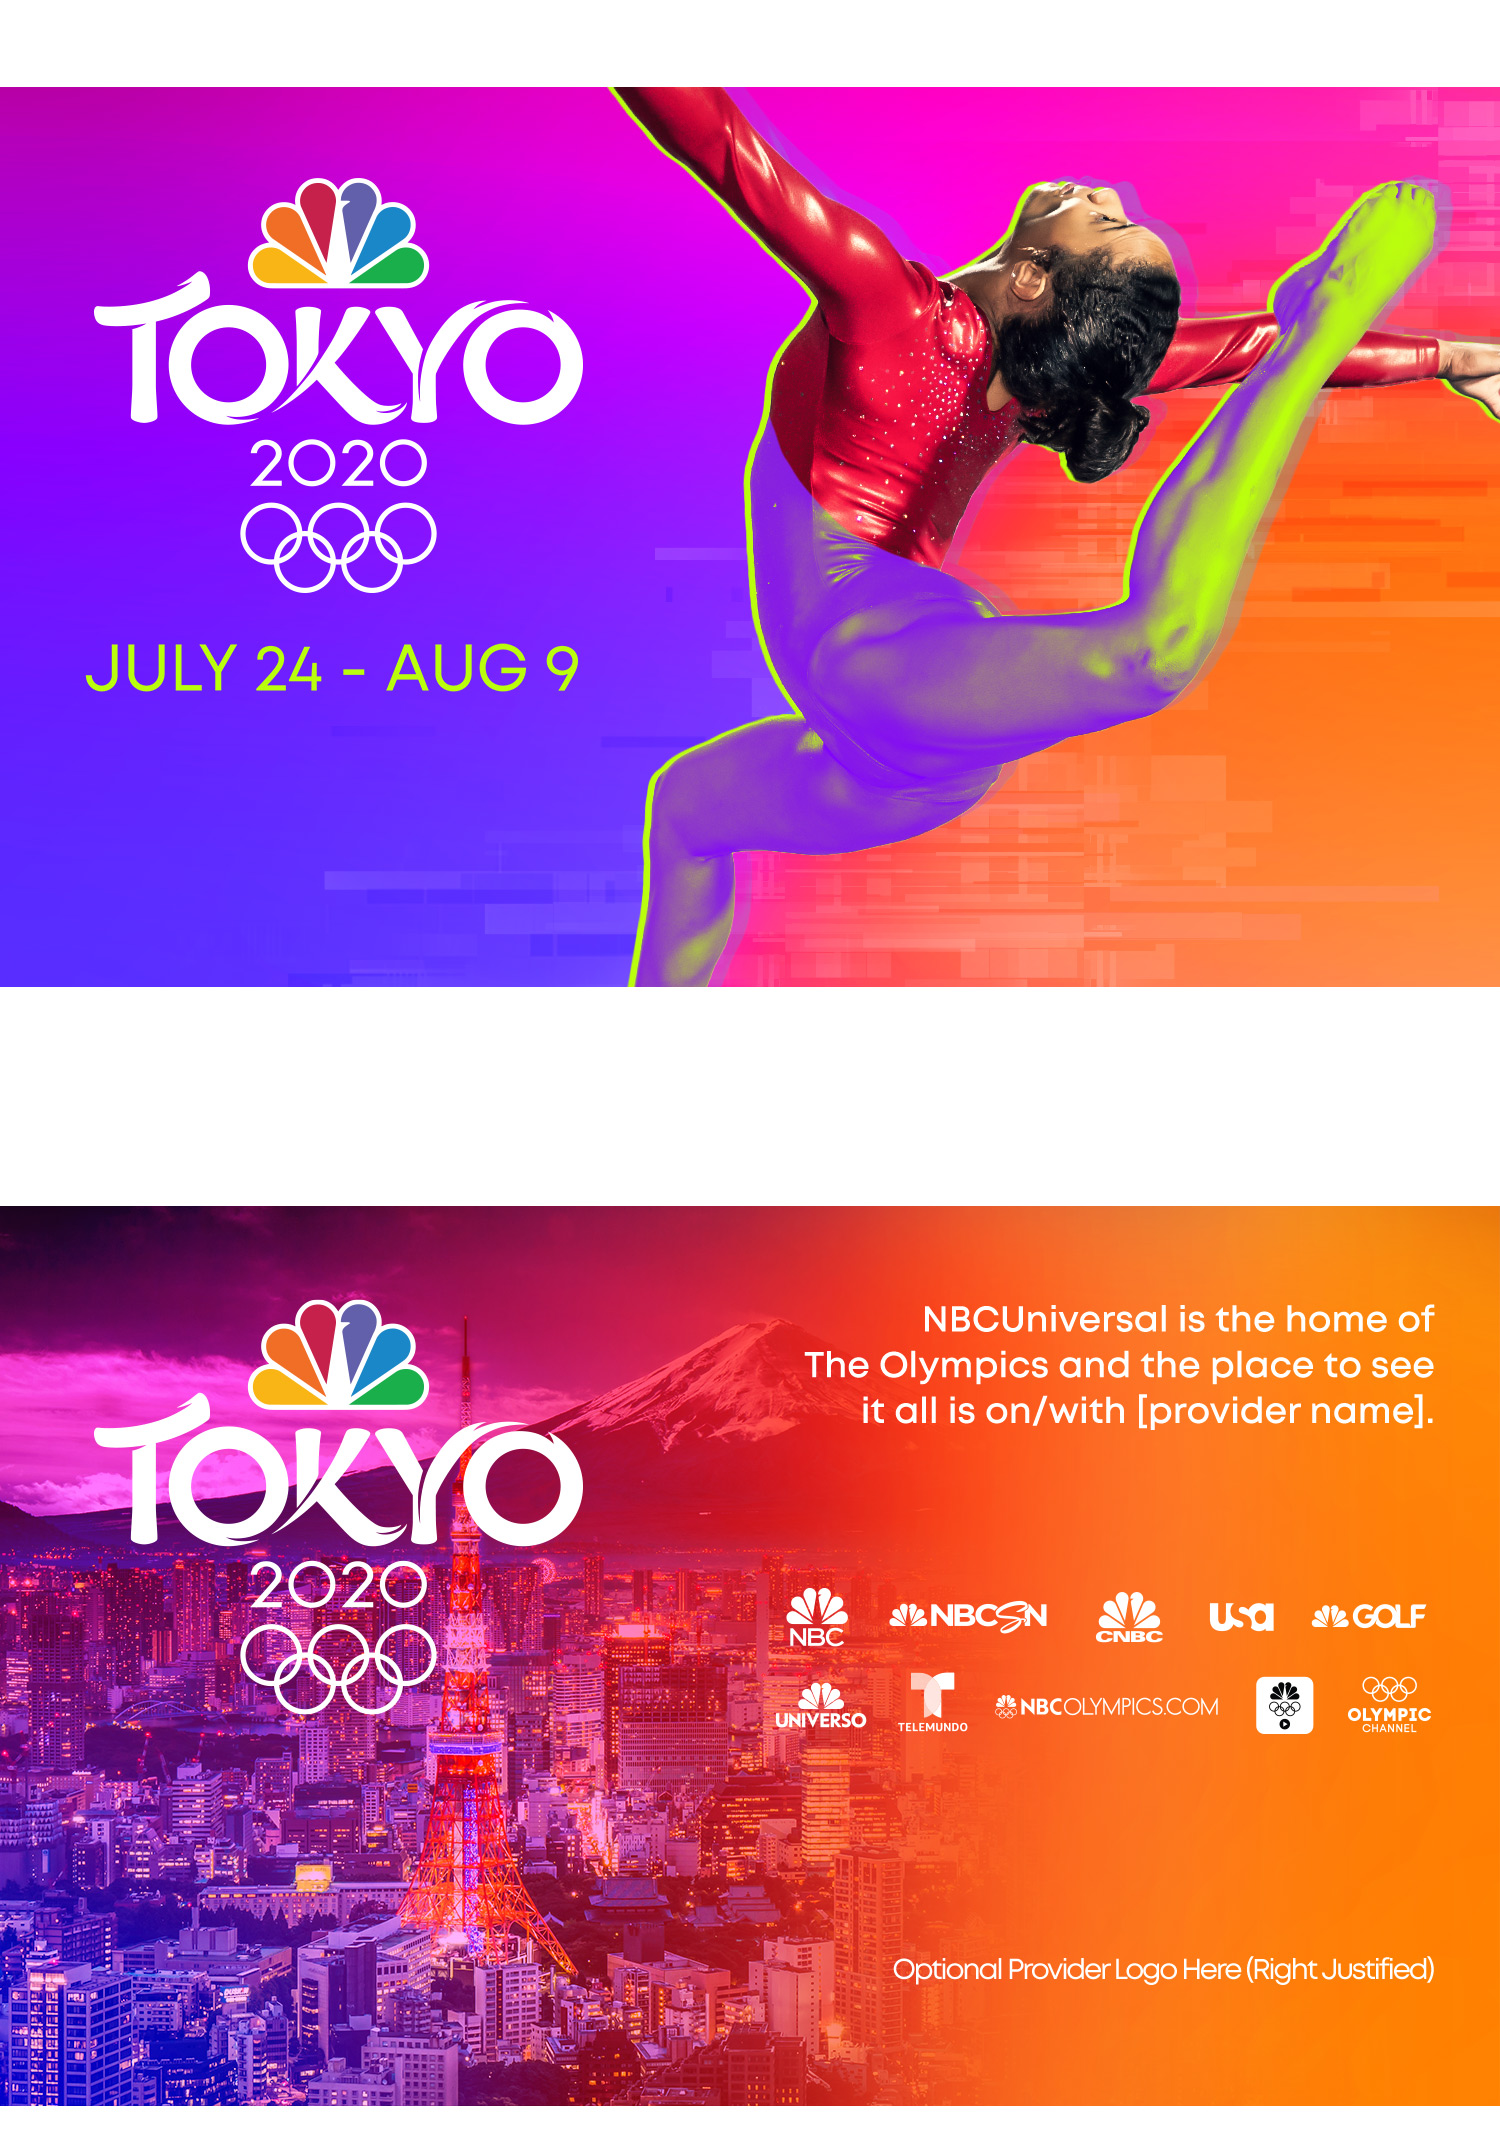 TOKYO
2020
JULY 24 - AUG 9
TOKYO
2020
NBCUniversal is the home of
The Olympics and the place to see
it all is on/with [provider name].
NBC NBCSN CNBC usa GOLF
UNIVERSO TELEMUNDO NBCOLYMPICS.COM OLYMPIC
CHANNEL
Optional Provider Logo Here (Right Justified)